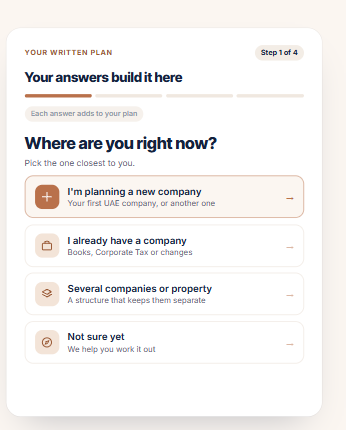 YOUR WRITTEN PLAN
Step 1 of 4
Your answers build it here
Each answer adds to your plan
Where are you right now?
Pick the one closest to you.
I'm planning a new company
Your first UAE company, or another one
→
I already have a company
Books, Corporate Tax or changes
→
Several companies or property
A structure that keeps them separate
→
Not sure yet
We help you work it out
→